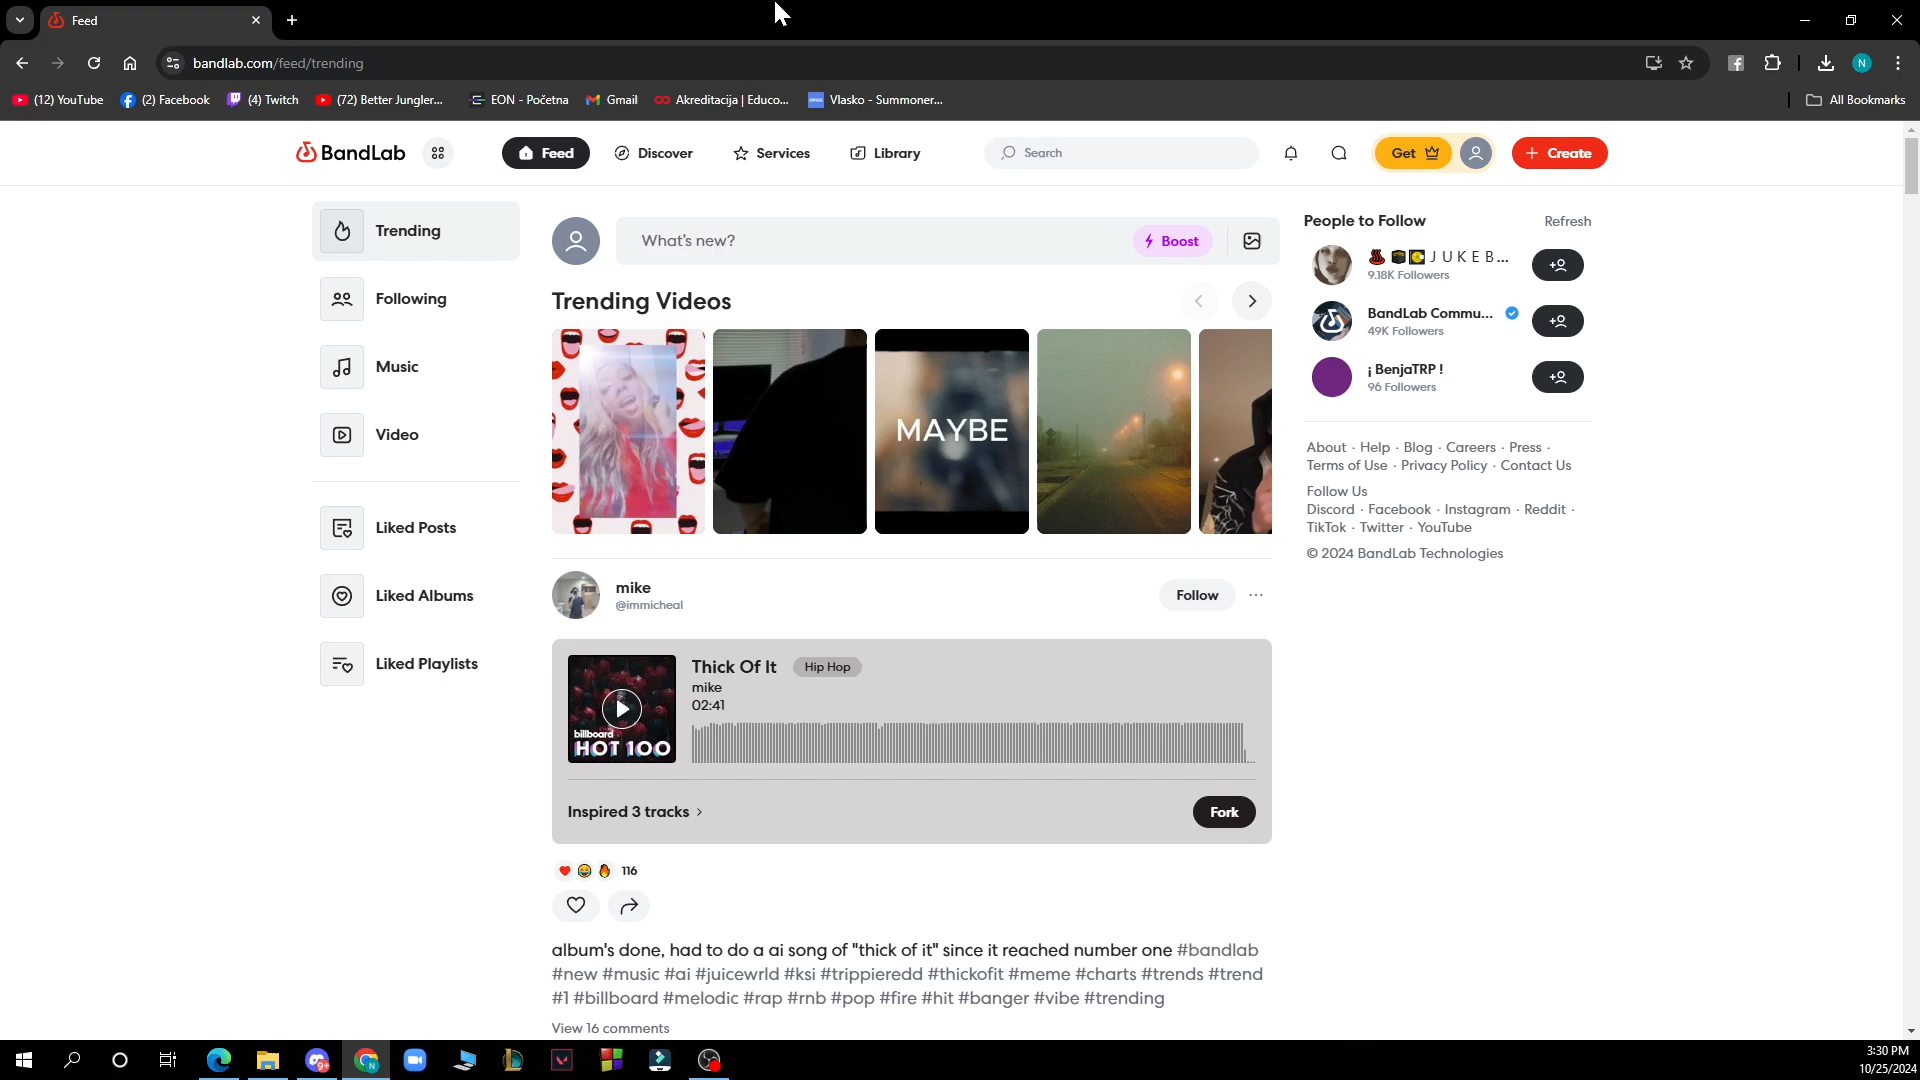 Feed
bandlab.com/feed/trending
(12) YouTube
(2) Facebook
(4) Twitch
(72) Better Jungler...
EON - Početna
Gmail
Akreditacija | Educo...
Vlasko - Summoner...
All Bookmarks
N
BandLab
Feed
Discover
Services
Library
Search
Get
Create
Trending
Following
Music
Video
Liked Posts
Liked Albums
Liked Playlists
What's new?
Boost
Trending Videos
MAYBE
mike
@immicheal
Follow
Thick Of It
Hip Hop
mike
02:41
billboard
HOT 100
Inspired 3 tracks
Fork
116
album's done, had to do a ai song of "thick of it" since it reached number one #bandlab
#new #music #ai #juicewrld #ksi #trippieredd #thickofit #meme #charts #trends #trend
#1 #billboard #melodic #rap #rnb #pop #fire #hit #banger #vibe #trending
View 16 comments
People to Follow
Refresh
J U K E B...
9.18K Followers
BandLab Commu...
49K Followers
¡ BenjaTRP !
96 Followers
About · Help · Blog · Careers · Press ·
Terms of Use · Privacy Policy · Contact Us
Follow Us
Discord · Facebook · Instagram · Reddit ·
TikTok · Twitter · YouTube
© 2024 BandLab Technologies
9+
3:30 PM
10/25/2024